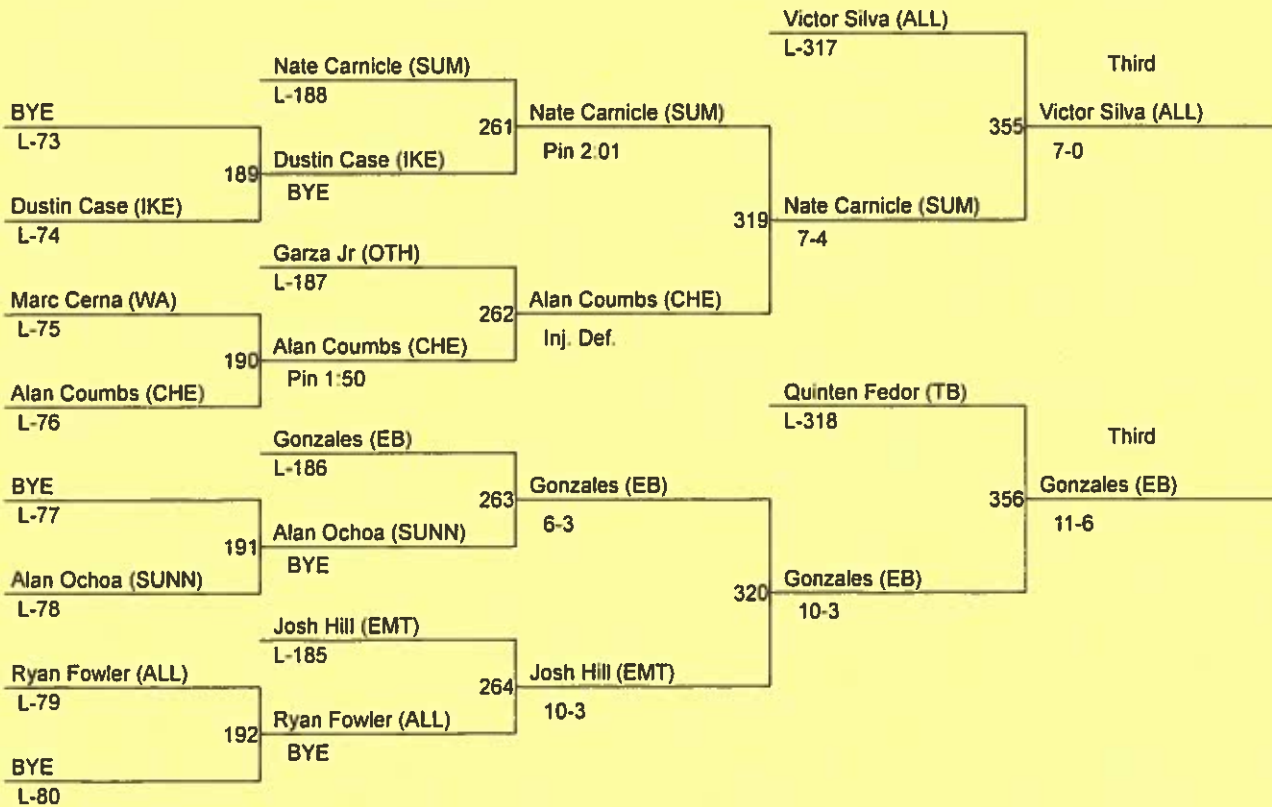 Victor Silva (ALL)
L-317
Third
Nate Carnicle (SUM)
L-188
BYE
L-73
261
Nate Carnicle (SUM)
Pin 2:01
355
Victor Silva (ALL)
7-0
189
Dustin Case (IKE)
BYE
Dustin Case (IKE)
L-74
319
Nate Carnicle (SUM)
7-4
Garza Jr (OTH)
L-187
Marc Cerna (WA)
L-75
262
Alan Coumbs (CHE)
Inj. Def.
190
Alan Coumbs (CHE)
Pin 1:50
Alan Coumbs (CHE)
L-76
Quinten Fedor (TB)
L-318
Third
Gonzales (EB)
L-186
BYE
L-77
263
Gonzales (EB)
6-3
356
Gonzales (EB)
11-6
191
Alan Ochoa (SUNN)
BYE
Alan Ochoa (SUNN)
L-78
320
Gonzales (EB)
10-3
Josh Hill (EMT)
L-185
Ryan Fowler (ALL)
L-79
264
Josh Hill (EMT)
10-3
192
Ryan Fowler (ALL)
BYE
BYE
L-80